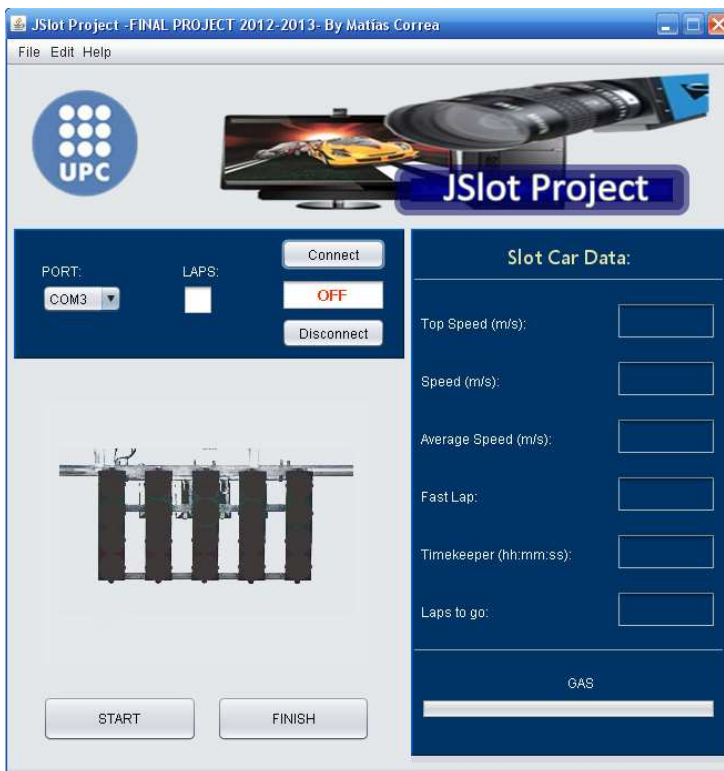 JSlot Project -FINAL PROJECT 2012-2013- By Matías Correa
File Edit Help
UPC
JSlot Project
PORT:
COM3
LAPS:
Connect
OFF
Disconnect
START
FINISH
Slot Car Data:
Top Speed (m/s):
Speed (m/s):
Average Speed (m/s):
Fast Lap:
Timekeeper (hh:mm:ss):
Laps to go:
GAS